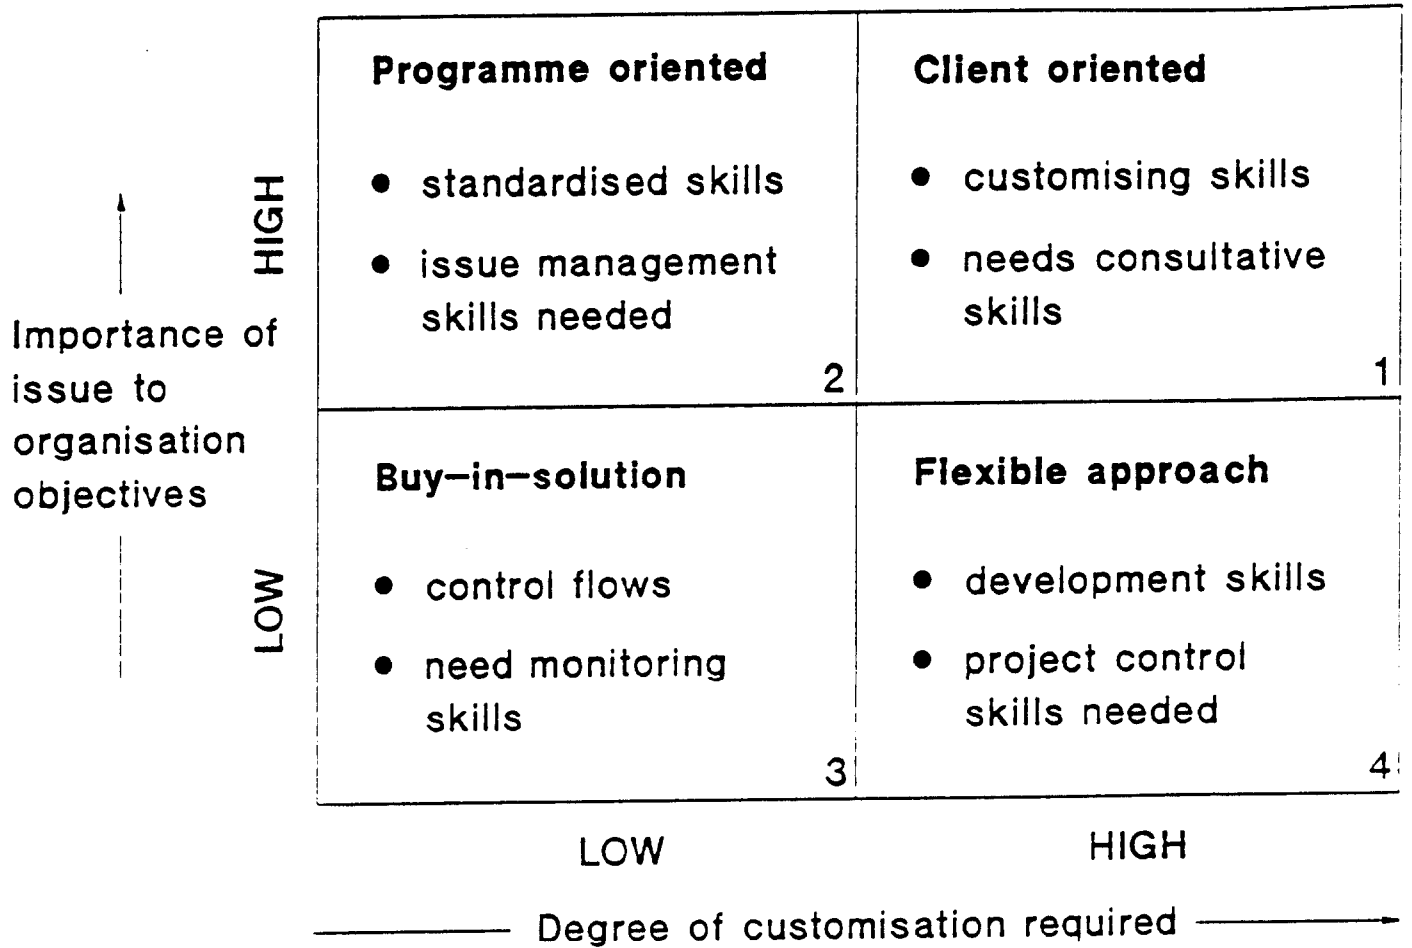 Programme oriented
• standardised skills
• issue management
skills needed
2
Client oriented
• customising skills
• needs consultative
skills
1
HIGH
Importance of
issue to
organisation
objectives
LOW
Buy-in-solution
• control flows
• need monitoring
skills
3
Flexible approach
• development skills
• project control
skills needed
4
LOW
HIGH
Degree of customisation required